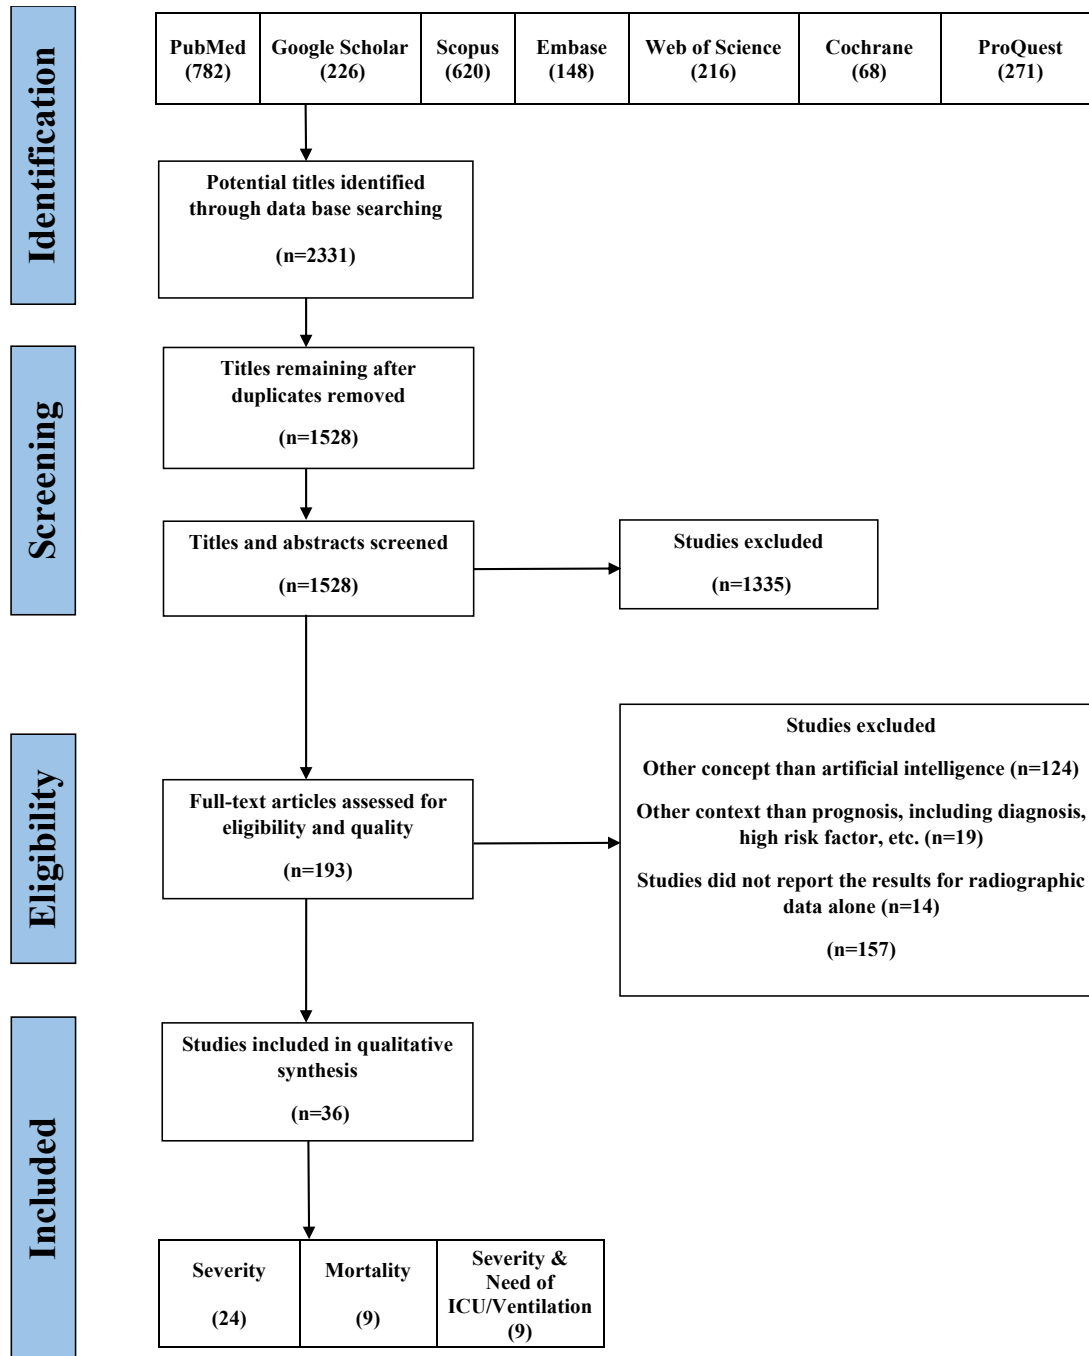 Identification
PubMed
(782)
Google Scholar
(226)
Scopus
(620)
Embase
(148)
Web of Science
(216)
Cochrane
(68)
ProQuest
(271)
Potential titles identified
through data base searching
(n=2331)
Screening
Titles remaining after
duplicates removed
(n=1528)
Titles and abstracts screened
(n=1528)
Studies excluded
(n=1335)
Eligibility
Full-text articles assessed for
eligibility and quality
(n=193)
Studies excluded
Other concept than artificial intelligence (n=124)
Other context than prognosis, including diagnosis,
high risk factor, etc. (n=19)
Studies did not report the results for radiographic
data alone (n=14)
(n=157)
Included
Studies included in qualitative
synthesis
(n=36)
Severity
(24)
Mortality
(9)
Severity &
Need of
ICU/Ventilation
(9)